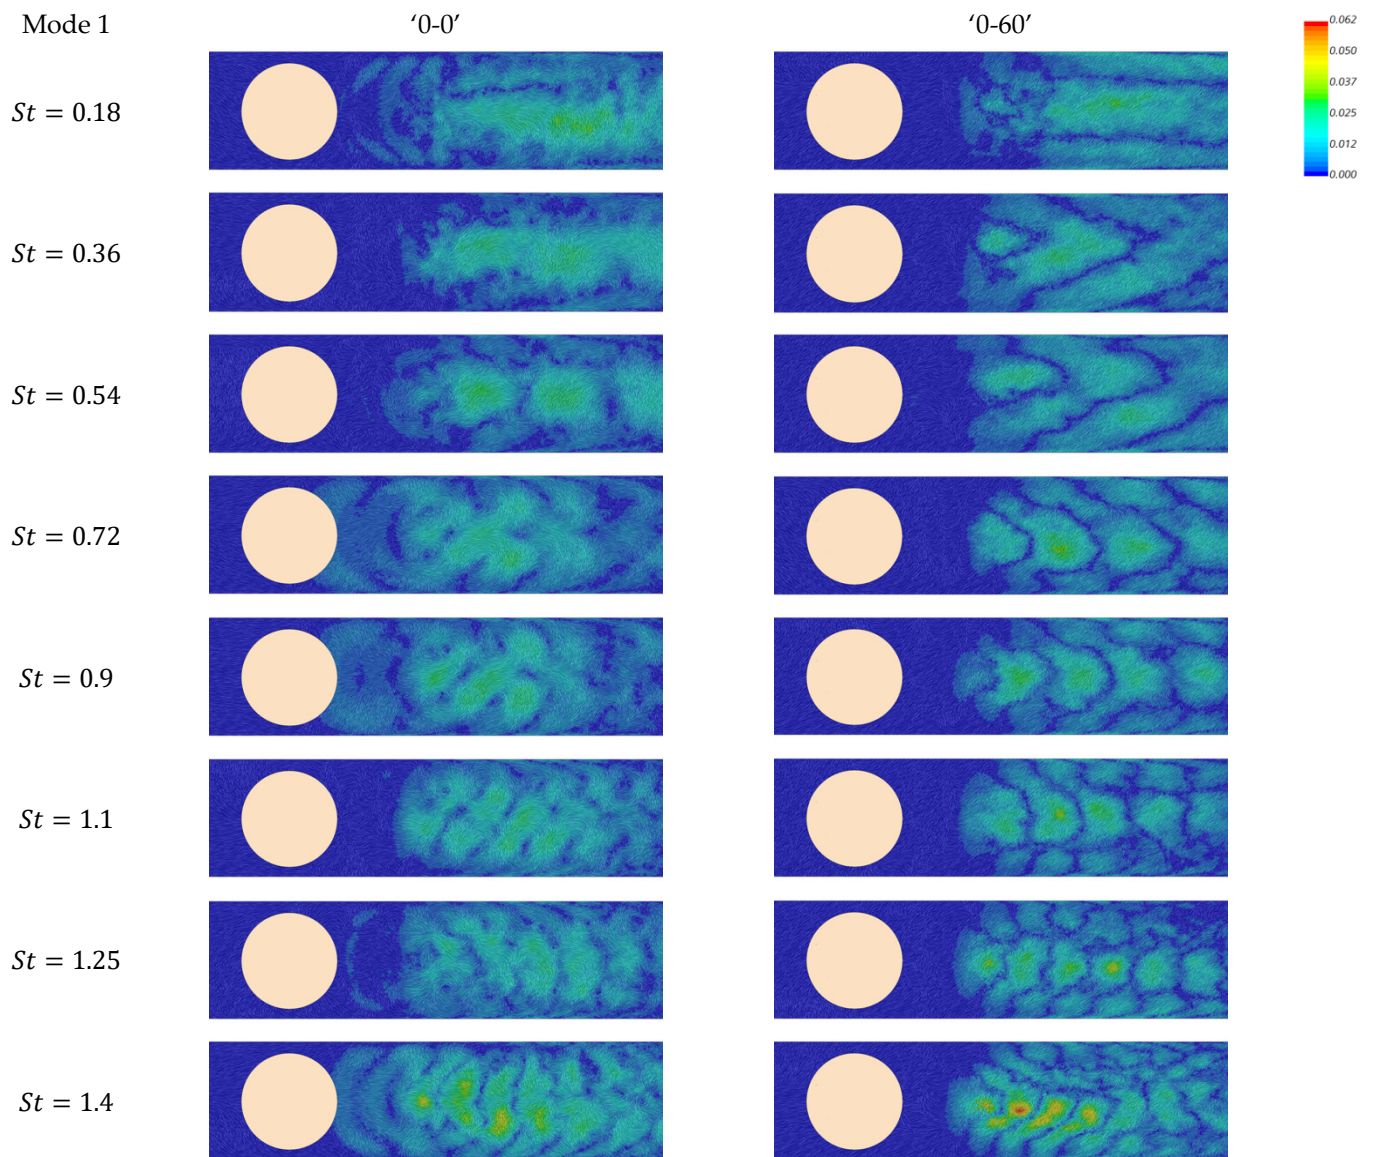 Mode 1 ‘0-0’ ‘0-60’
0.062
0.050
0.037
0.025
0.012
0.000
St = 0.18
St = 0.36
St = 0.54
St = 0.72
St = 0.9
St = 1.1
St = 1.25
St = 1.4